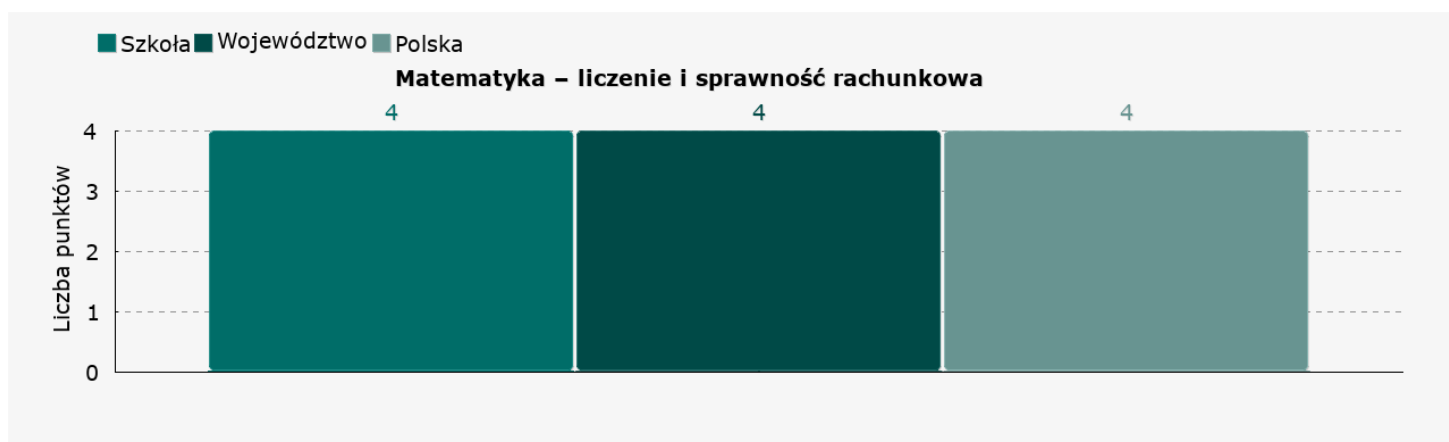 Szkoła Województwo Polska
Matematyka – liczenie i sprawność rachunkowa
4 4 4
Liczba punktów
4
3
2
1
0